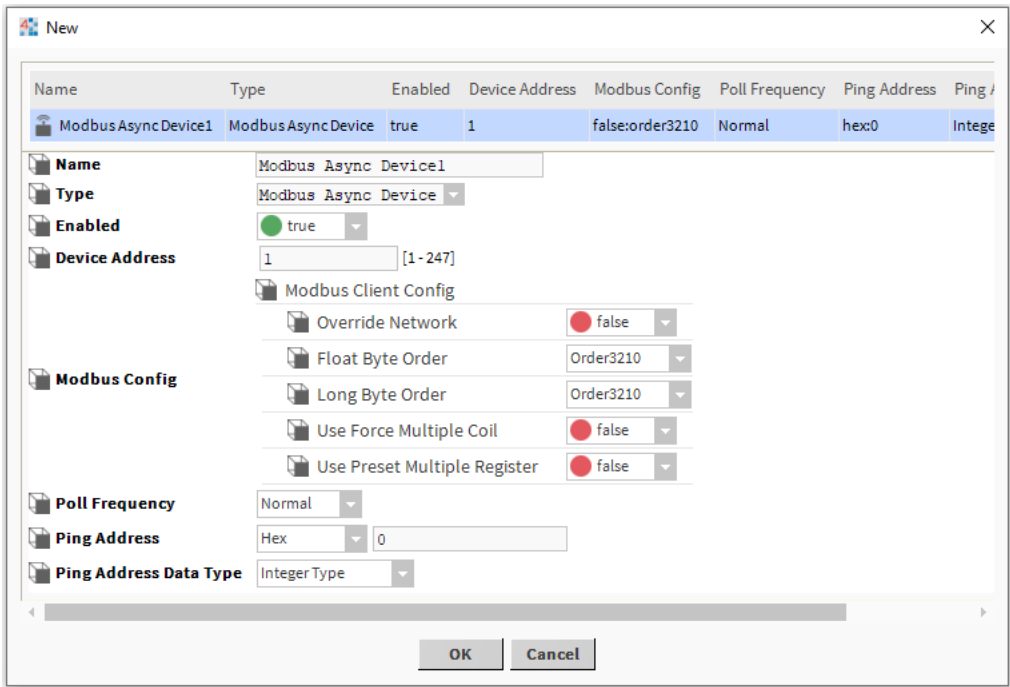 New
Name Type Enabled Device Address Modbus Config Poll Frequency Ping Address Ping A
Modbus Async Device1 Modbus Async Device true 1 false:order3210 Normal hex:0 Intege
Name Modbus Async Device1
Type Modbus Async Device
Enabled true
Device Address 1 [1 - 247]
Modbus Client Config
Override Network false
Float Byte Order Order3210
Modbus Config
Long Byte Order Order3210
Use Force Multiple Coil false
Use Preset Multiple Register false
Poll Frequency Normal
Ping Address Hex 0
Ping Address Data Type Integer Type
OK Cancel